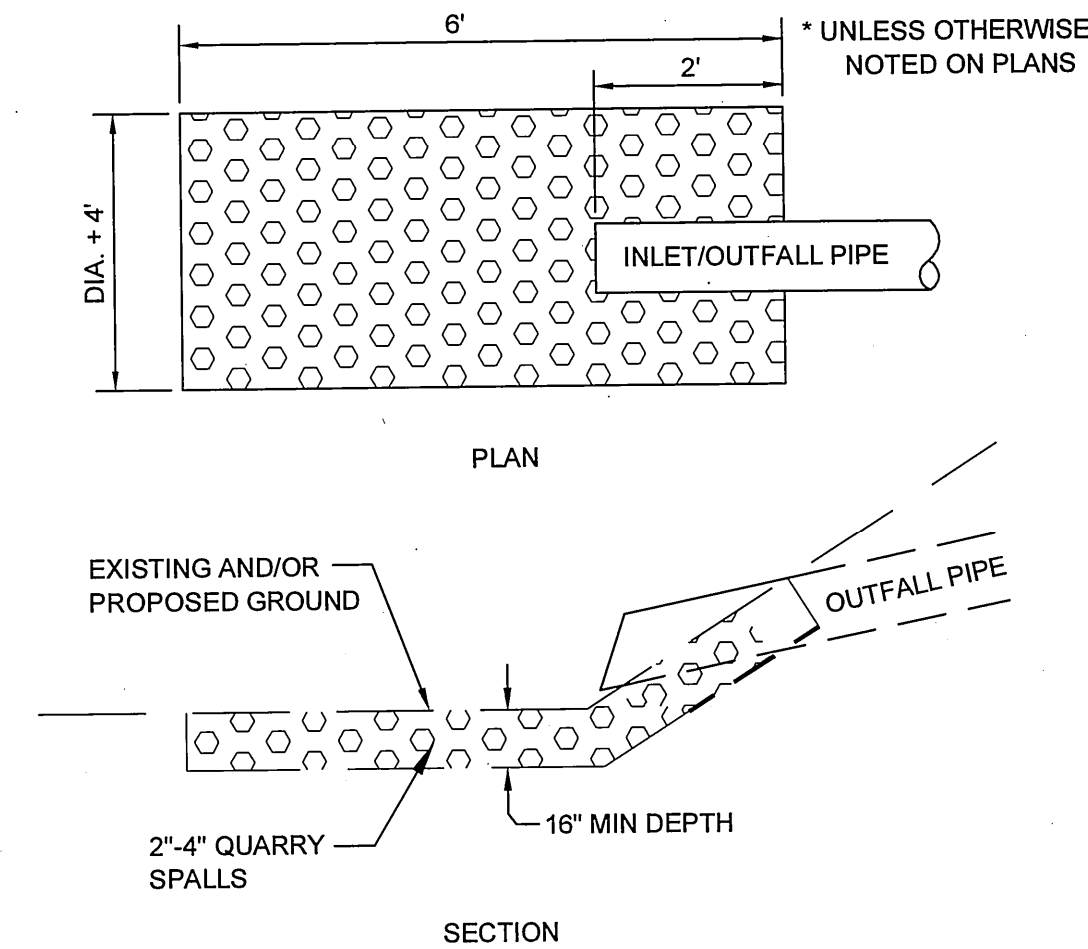 6'
* UNLESS OTHERWISE
NOTED ON PLANS
2'
DIA. + 4'
INLET/OUTFALL PIPE
PLAN
EXISTING AND/OR
PROPOSED GROUND
OUTFALL PIPE
16" MIN DEPTH
2"-4" QUARRY
SPALLS
SECTION